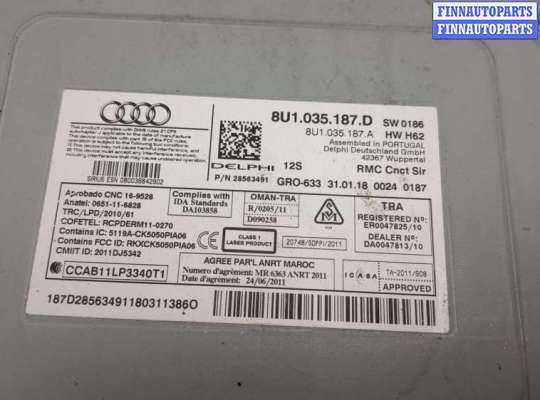 FINNAUTOPARTS
FINNAUTOPARTS
8U1.035.187.D SW 0186
8U1.035.187.A HW H62
Assembled in PORTUGAL
Delphi Deutschland GmbH
42367 Wuppertal
DELPHI 12S RMC Cnct Sir
P/N 28563491 GRO-633 31.01.18 0024 0187
SIRIUS ESN 080036842902
Aprobado CNC 16-9528
Anatel: 0651-11-6828
TRC/LPD/2010/61
COFETEL: RCPDERM11-0270
Contains IC: 5119A-CK5050PIA06
Contains FCC ID: RKXCK5050PIA06
CMIIT ID: 2011DJ5342
CCAB11LP3340T1
Complies with
IDA Standards
DA103858
OMAN-TRA
R/0205/11
D090258
CLASS 1
LASER PRODUCT
AGREE PAR'L ANRT MAROC
Numero d'agrément: MR 6363 ANRT 2011
Date d'agrément: 24/06/2011
20748/SDPPI/2011
TRA
REGISTERED No:
ER0047825/10
DEALER No:
DA0047813/10
ICASA
TA-2011/908
APPROVED
187D28563491180311386O